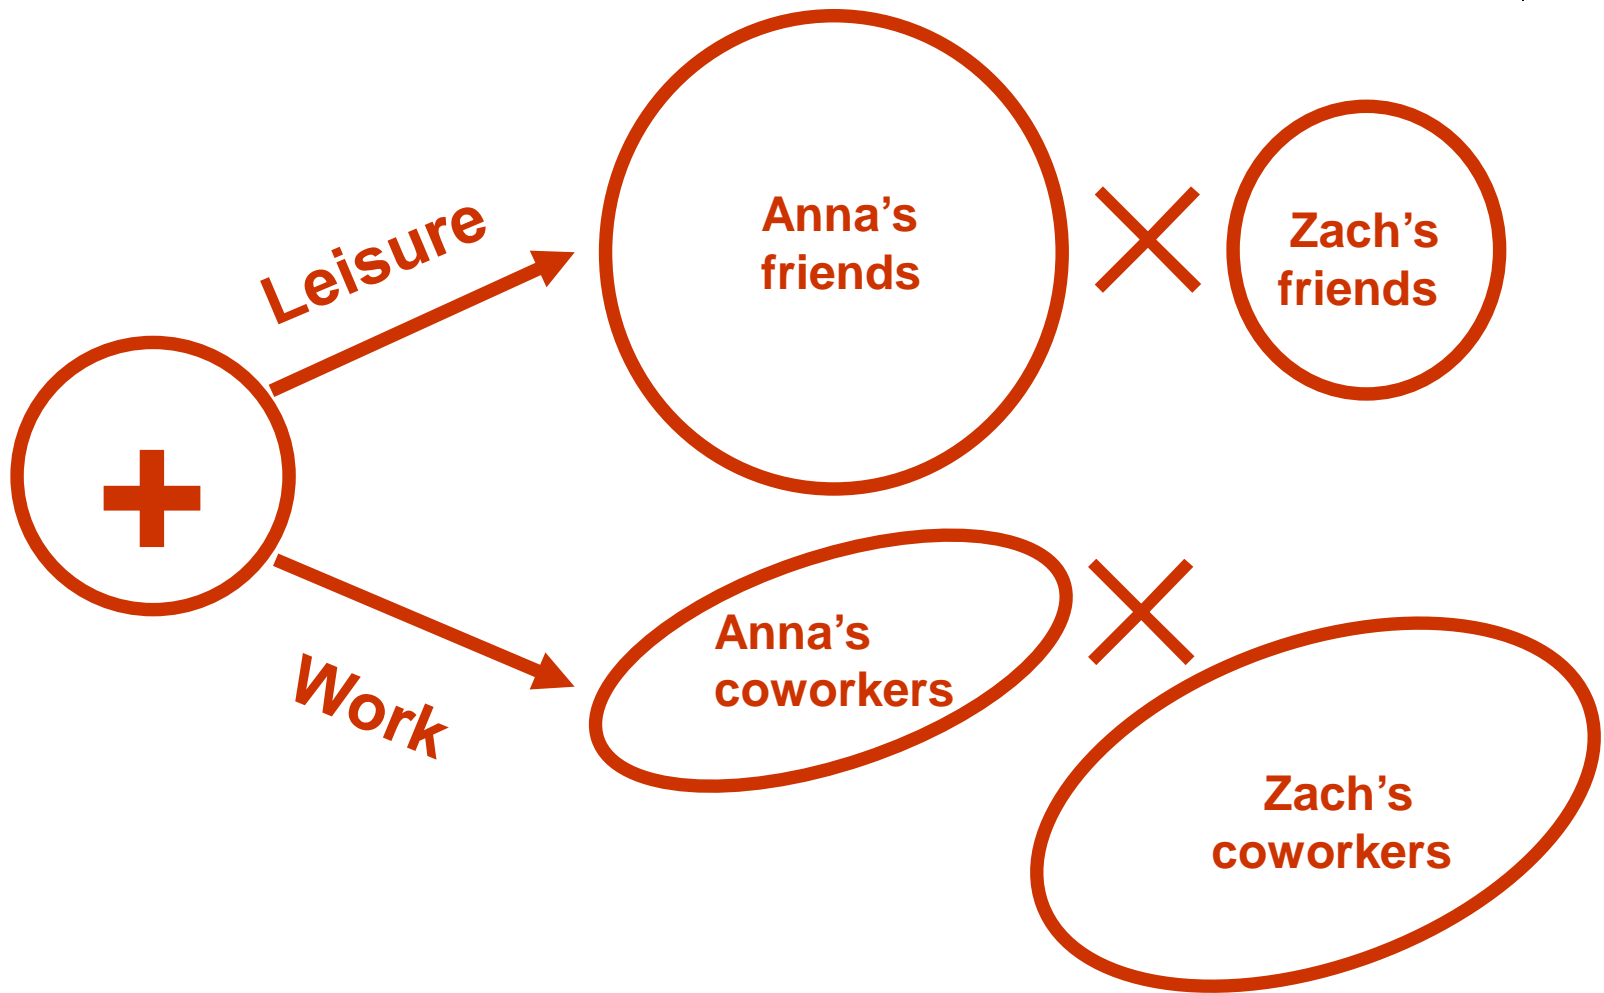 Leisure
Anna’s
friends
Zach’s
friends
+
Work
Anna’s
coworkers
Zach’s
coworkers